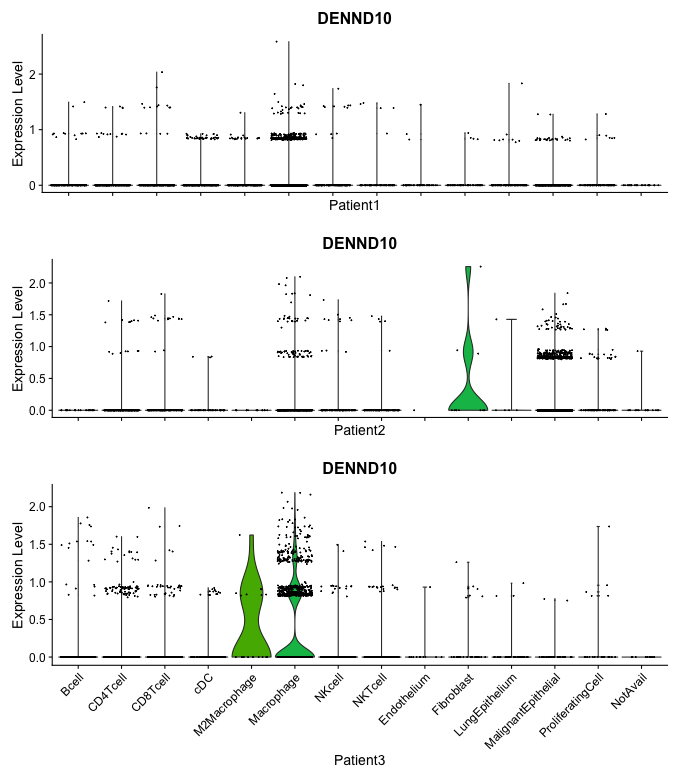 DENND10
Expression Level
2
1
0
Patient1
DENND10
Expression Level
2.0
1.5
1.0
0.5
0.0
Patient2
DENND10
Expression Level
2.0
1.5
1.0
0.5
0.0
Bcell
CD4Tcell
CD8Tcell
cDC
M2Macrophage
Macrophage
NKcell
NKTcell
Endothelium
Fibroblast
LungEpithelium
MalignantEpithelial
ProliferatingCell
NotAvail
Patient3